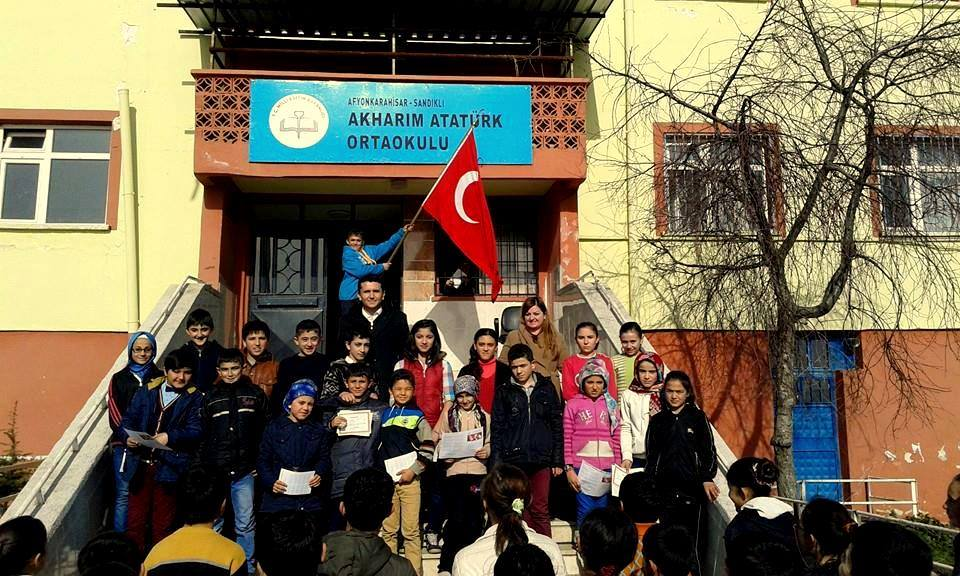 AFYONKARAHİSAR - SANDIKLI
AKHARIM ATATÜRK
ORTAOKULU